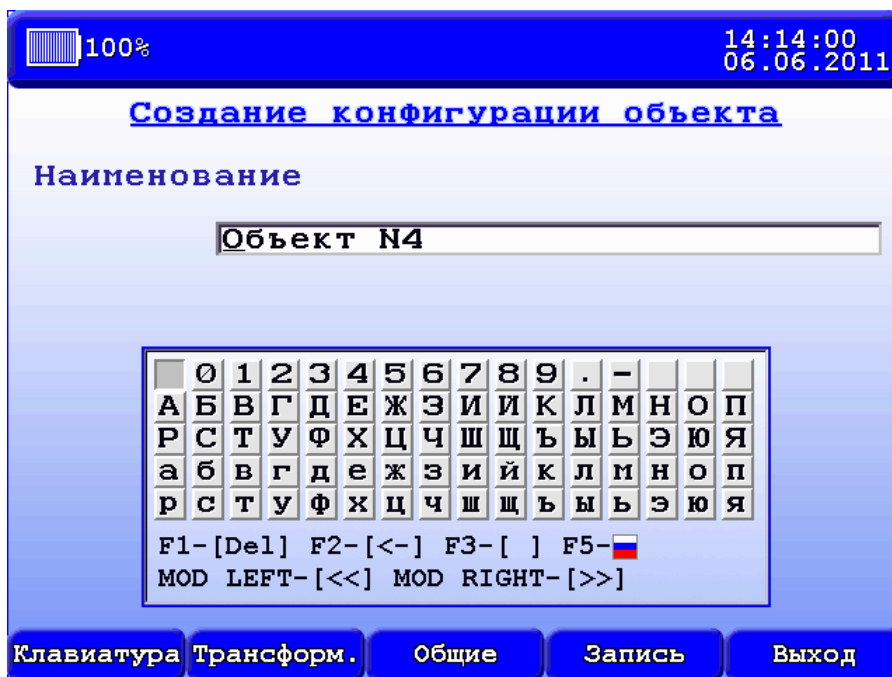 100%
14:14:00
06.06.2011
Создание конфигурации объекта
Наименование
Объект N4
0 1 2 3 4 5 6 7 8 9 . -
А Б В Г Д Е Ж З И И К Л М Н О П
Р С Т У Ф Х Ц Ч Ш Щ Ъ Ы Ь Э Ю Я
а б в г д е ж з и й к л м н о п
р с т у ф х ц ч ш щ ъ ы ь э ю я
F1-[Del] F2-[<-] F3-[ ] F5-
MOD LEFT-[<<] MOD RIGHT-[>>]
Клавиатура Трансформ. Общие Запись Выход